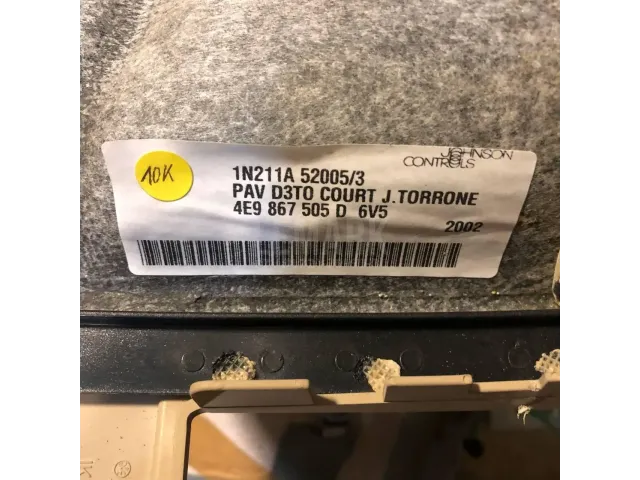 10K
1N211A 52005/3
JOHNSON
CONTROLS
PAV D3TO COURT J.TORRONE
4E9 867 505 D 6V5
2002